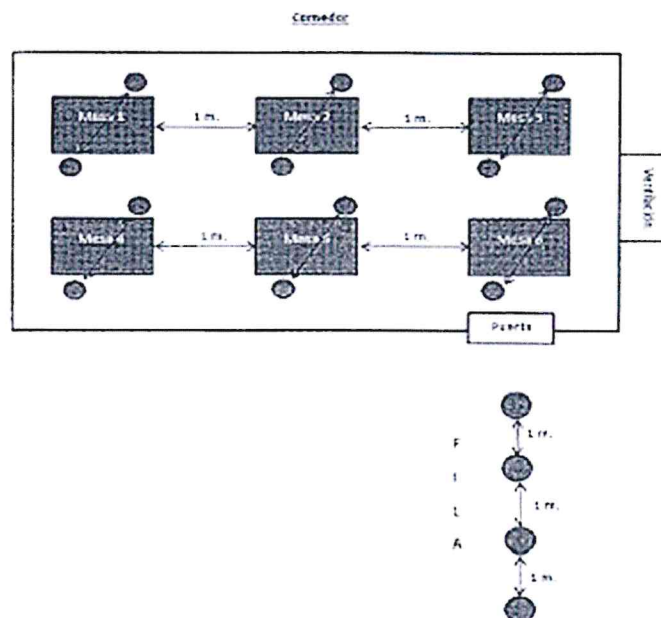 Comedor
Mesa 1
1 m.
Mesa 2
1 m.
Mesa 3
Mesa 4
1 m.
Mesa 5
1 m.
Mesa 6
Puerta
1 m.
F
I
1 m.
L
A
1 m.